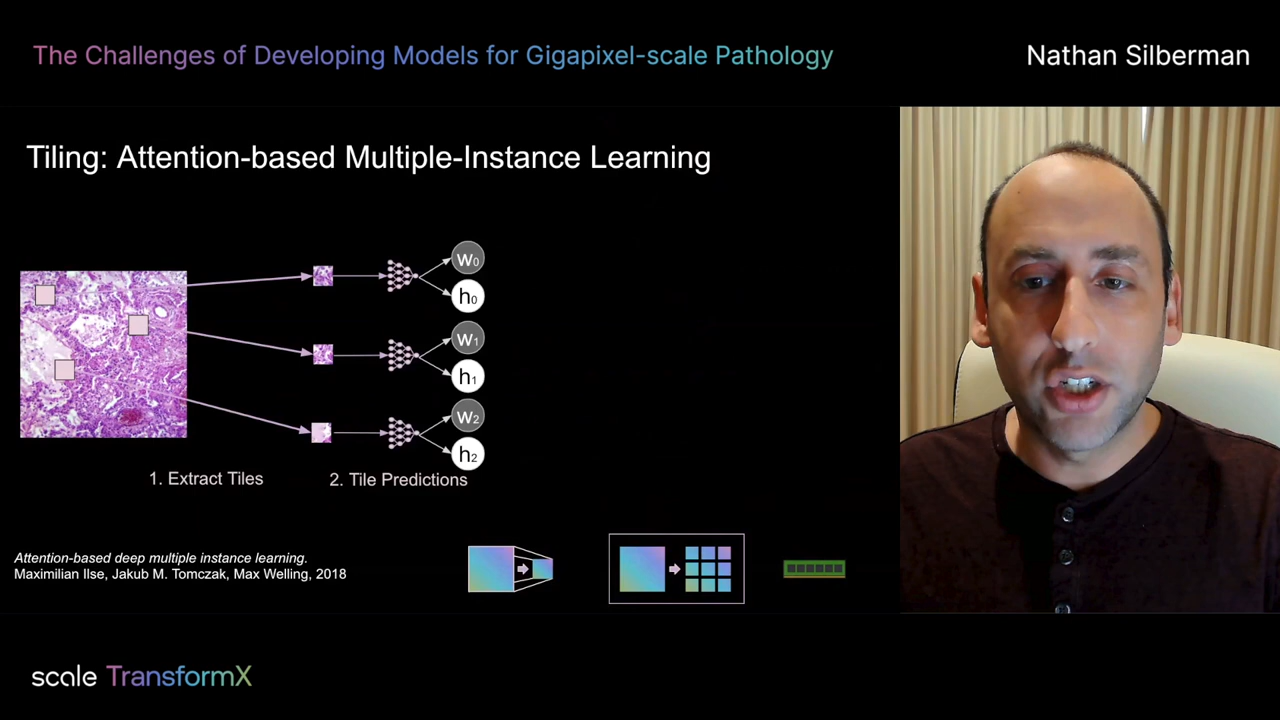 The Challenges of Developing Models for Gigapixel-scale Pathology
Nathan Silberman
Tiling: Attention-based Multiple-Instance Learning
w0
h0
w1
h1
w2
h2
1. Extract Tiles
2. Tile Predictions
Attention-based deep multiple instance learning.
Maximilian Ilse, Jakub M. Tomczak, Max Welling, 2018
scale TransformX